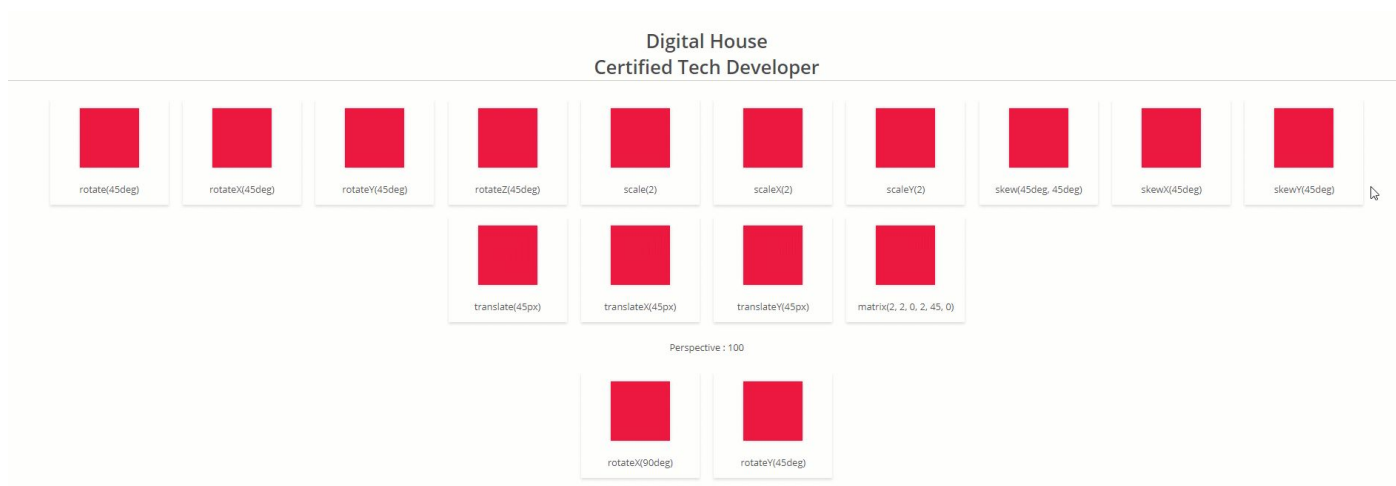 Digital House
Certified Tech Developer
rotate(45deg) rotateX(45deg) rotateY(45deg) rotateZ(45deg) scale(2) scaleX(2) scaleY(2) skew(45deg, 45deg) skewX(45deg) skewY(45deg)
translate(45px) translateX(45px) translateY(45px) matrix(2, 2, 0, 2, 45, 0)
Perspective : 100
rotateX(90deg) rotateY(45deg)